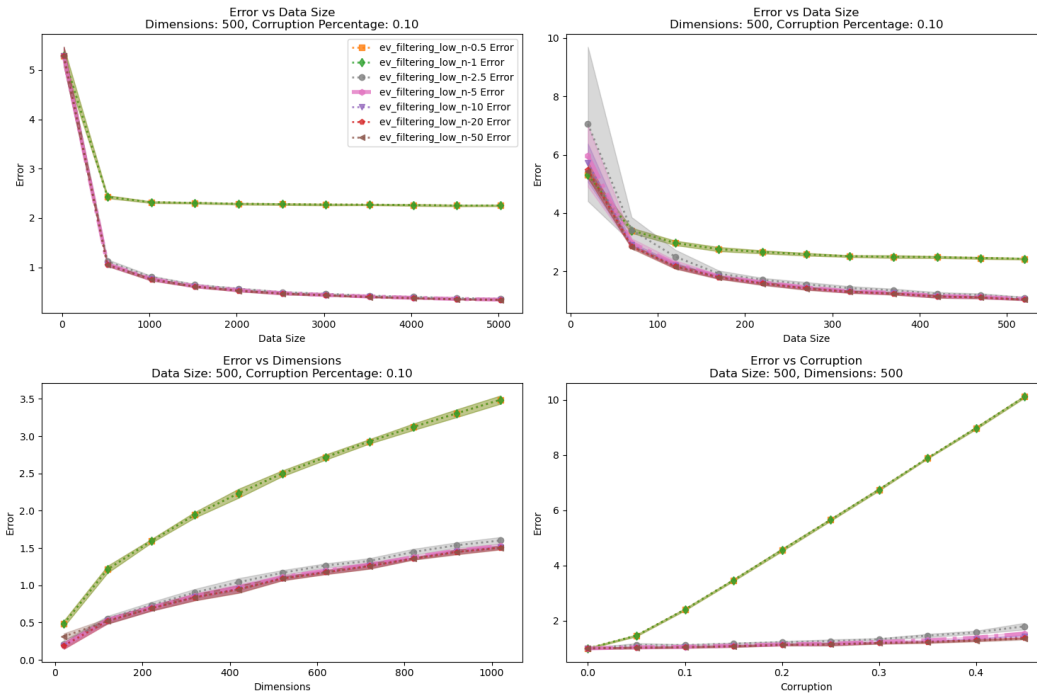 Error vs Data Size
Dimensions: 500, Corruption Percentage: 0.10
ev_filtering_low_n-0.5 Error
ev_filtering_low_n-1 Error
ev_filtering_low_n-2.5 Error
ev_filtering_low_n-5 Error
ev_filtering_low_n-10 Error
ev_filtering_low_n-20 Error
ev_filtering_low_n-50 Error
5
4
3
2
1
Error
0 1000 2000 3000 4000 5000
Data Size
Error vs Data Size
Dimensions: 500, Corruption Percentage: 0.10
10
8
6
4
2
Error
0 100 200 300 400 500
Data Size
Error vs Dimensions
Data Size: 500, Corruption Percentage: 0.10
3.5
3.0
2.5
2.0
1.5
1.0
0.5
0.0
Error
0 200 400 600 800 1000
Dimensions
Error vs Corruption
Data Size: 500, Dimensions: 500
10
8
6
4
2
Error
0.0 0.1 0.2 0.3 0.4
Corruption